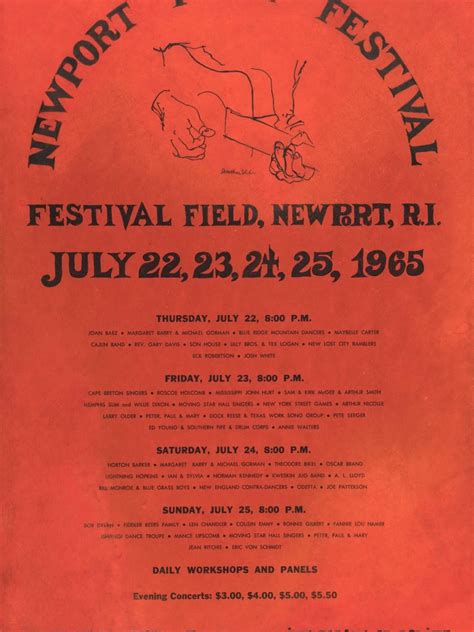 NEWPORT FESTIVAL
FESTIVAL FIELD, NEWPORT, R.I.
JULY 22, 23, 24, 25, 1965
THURSDAY, JULY 22, 8:00 P.M.
JOAN BAEZ • MARGARET BARRY & MICHAEL GORMAN • BLUE RIDGE MOUNTAIN DANCERS • MAYBELLE CARTER
CAJUN BAND • REV. GARY DAVIS • SON HOUSE • LILLY BROS. & TEX LOGAN • NEW LOST CITY RAMBLERS
ECK ROBERTSON • JOSH WHITE
FRIDAY, JULY 23, 8:00 P.M.
CAPE BRETON SINGERS • ROSCOE HOLCOMB • MISSISSIPPI JOHN HURT • SAM & KIRK McGEE & ARTHUR SMITH
MEMPHIS SLIM and WILLIE DIXON • MOVING STAR HALL SINGERS • NEW YORK STREET GAMES • ARTHUR NICOLLE
LARRY OLDER • PETER, PAUL & MARY • DOCK REESE & TEXAS WORK SONG GROUP • PETE SEEGER
ED YOUNG & SOUTHERN FIFE & DRUM CORPS • ANNIE WALTERS
SATURDAY, JULY 24, 8:00 P.M.
HORTON BARKER • MARGARET BARRY & MICHAEL GORMAN • THEODORE BIKEL • OSCAR BRAND
LIGHTNING HOPKINS • IAN & SYLVIA • NORMAN KENNEDY • KWESKIN JUG BAND • A. L. LLOYD
BILL MONROE & BLUE GRASS BOYS • NEW ENGLAND CONTRA-DANCERS • ODETTA • JOE PATTERSON
SUNDAY, JULY 25, 8:00 P.M.
BOB DYLAN • FIDDLER BEERS FAMILY • LEN CHANDLER • COUSIN EMMY • RONNIE GILBERT • FANNIE LOU HAMER
ISHANGI DANCE TROUPE • MANCE LIPSCOMB • MOVING STAR HALL SINGERS • PETER, PAUL & MARY
JEAN RITCHIE • ERIC VON SCHMIDT
DAILY WORKSHOPS AND PANELS
Evening Concerts: $3.00, $4.00, $5.00, $5.50